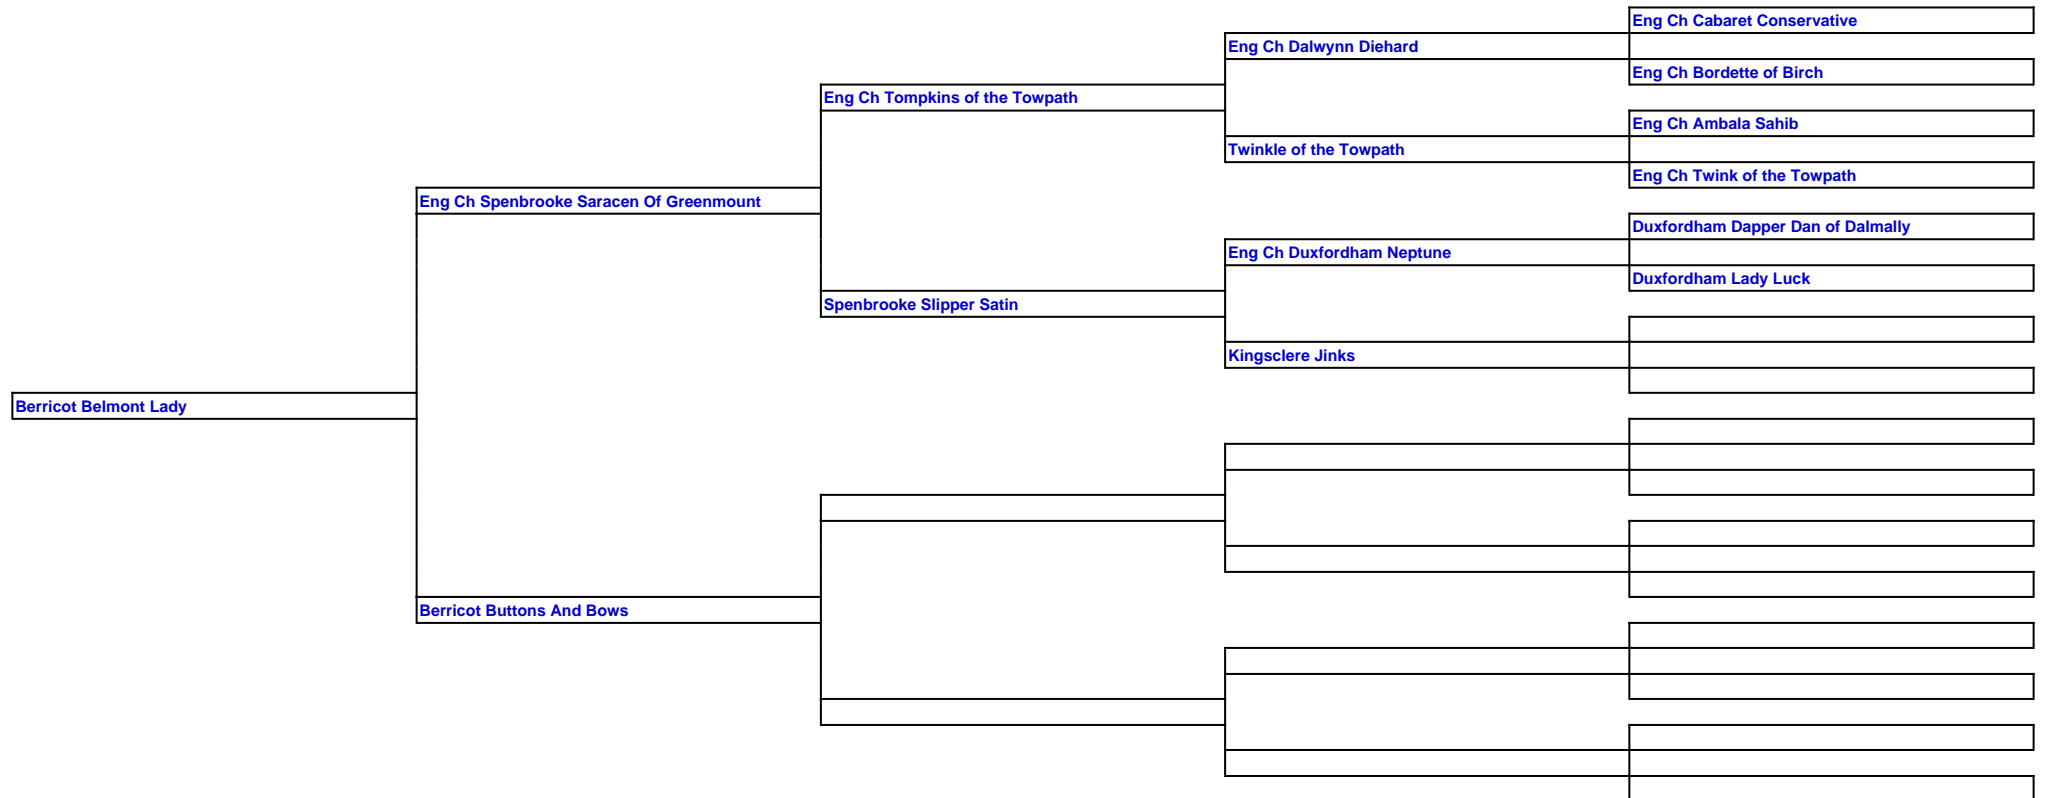 Eng Ch Cabaret Conservative
Eng Ch Dalwynn Diehard
Eng Ch Bordette of Birch
Eng Ch Tompkins of the Towpath
Eng Ch Ambala Sahib
Twinkle of the Towpath
Eng Ch Twink of the Towpath
Eng Ch Spenbrooke Saracen Of Greenmount
Duxfordham Dapper Dan of Dalmally
Eng Ch Duxfordham Neptune
Duxfordham Lady Luck
Spenbrooke Slipper Satin
Kingsclere Jinks
Berricot Belmont Lady
Berricot Buttons And Bows